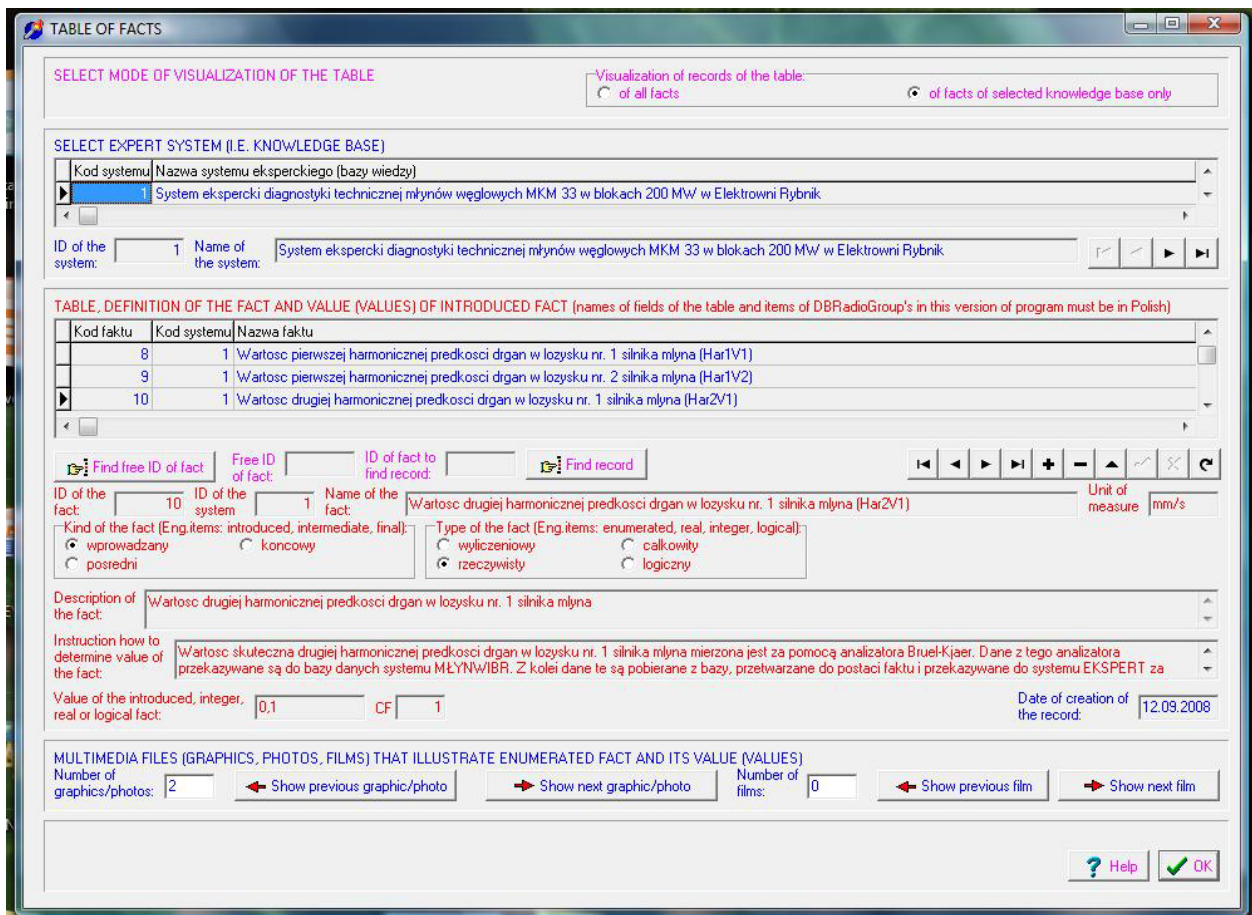 TABLE OF FACTS
SELECT MODE OF VISUALIZATION OF THE TABLE
Visualization of records of the table:
of all facts
of facts of selected knowledge base only
SELECT EXPERT SYSTEM (I.E. KNOWLEDGE BASE)
Kod systemu Nazwa systemu eksperckiego (bazy wiedzy)
1 System ekspercki diagnostyki technicznej młynów węglowych MKM 33 w blokach 200 MW w Elektrowni Rybnik
ID of the system: 1 Name of the system: System ekspercki diagnostyki technicznej młynów węglowych MKM 33 w blokach 200 MW w Elektrowni Rybnik
TABLE, DEFINITION OF THE FACT AND VALUE (VALUES) OF INTRODUCED FACT (names of fields of the table and items of DBRadioGroup's in this version of program must be in Polish)
Kod faktu Kod systemu Nazwa faktu
8 1 Wartosc pierwszej harmonicznej predkosci drgan w lozysku nr. 1 silnika mlyna (Har1V1)
9 1 Wartosc pierwszej harmonicznej predkosci drgan w lozysku nr. 2 silnika mlyna (Har1V2)
10 1 Wartosc drugiej harmonicznej predkosci drgan w lozysku nr. 1 silnika mlyna (Har2V1)
Find free ID of fact Free ID of fact: ID of fact to find record: Find record
ID of the fact: 10 ID of the system 1 Name of the fact: Wartosc drugiej harmonicznej predkosci drgan w lozysku nr. 1 silnika mlyna (Har2V1) Unit of measure mm/s
Kind of the fact (Eng.items: introduced, intermediate, final):
wprowadzany koncowy
posredni
Type of the fact (Eng.items: enumerated, real, integer, logical):
wyliczeniowy calkowity
rzeczywisty logiczny
Description of the fact: Wartosc drugiej harmonicznej predkosci drgan w lozysku nr. 1 silnika mlyna
Instruction how to determine value of the fact:
Wartosc skuteczna drugiej harmonicznej predkosci drgan w lozysku nr. 1 silnika mlyna mierzona jest za pomocą analizatora Bruel-Kjaer. Dane z tego analizatora
przekazywane są do bazy danych systemu MŁYNWIBR. Z kolei dane te są pobierane z bazy, przetwarzane do postaci faktu i przekazywane do systemu EKSPERT za
Value of the introduced, integer, real or logical fact: 0,1 CF 1
Date of creation of the record: 12.09.2008
MULTIMEDIA FILES (GRAPHICS, PHOTOS, FILMS) THAT ILLUSTRATE ENUMERATED FACT AND ITS VALUE (VALUES)
Number of graphics/photos: 2 Show previous graphic/photo Show next graphic/photo Number of films: 0 Show previous film Show next film
? Help OK